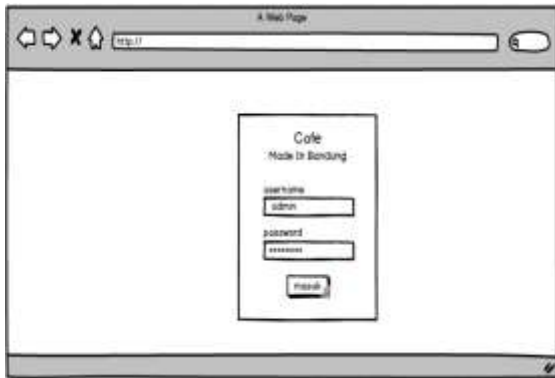 A Web Page
http://
Cafe
Made In Bandung
username
admin
password
********
masuk